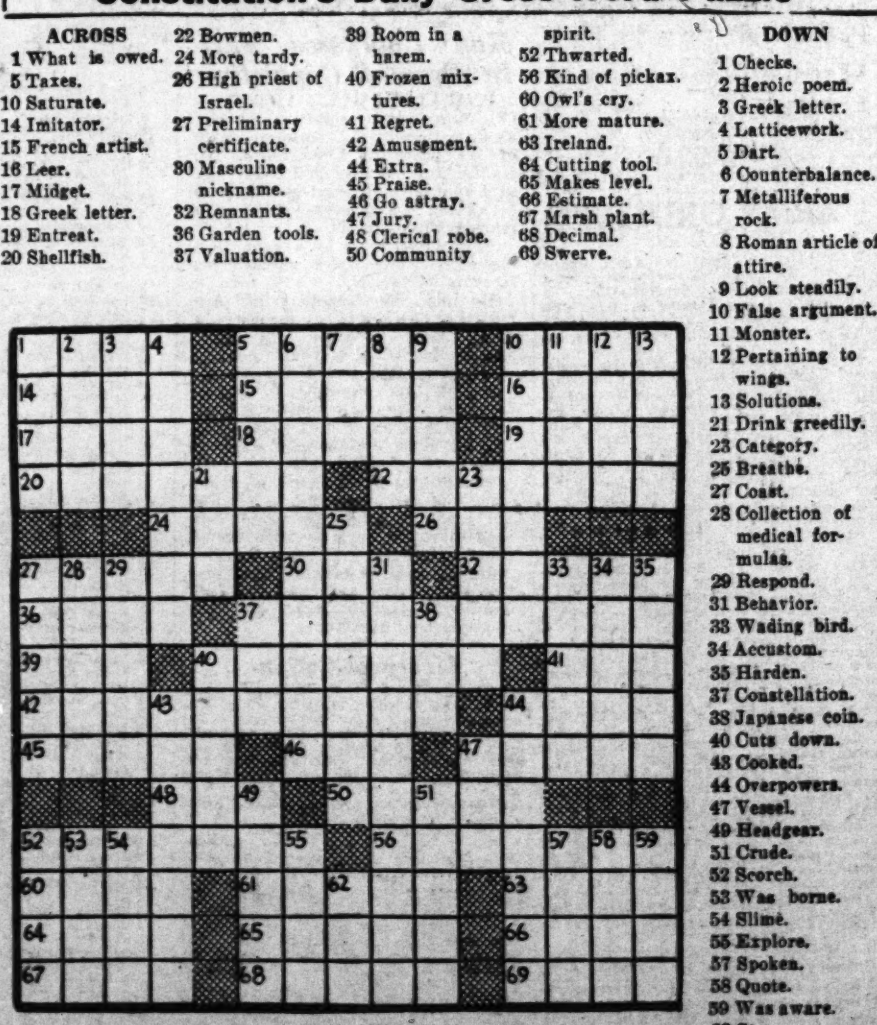 ACROSS
1 What is owed.
5 Taxes.
10 Saturate.
14 Imitator.
15 French artist.
16 Leer.
17 Midget.
18 Greek letter.
19 Entreat.
20 Shellfish.
22 Bowmen.
24 More tardy.
26 High priest of
Israel.
27 Preliminary
certificate.
30 Masculine
nickname.
32 Remnants.
36 Garden tools.
37 Valuation.
39 Room in a
harem.
40 Frozen mix-
tures.
41 Regret.
42 Amusement.
44 Extra.
45 Praise.
46 Go astray.
47 Jury.
48 Clerical robe.
50 Community
spirit.
52 Thwarted.
56 Kind of pickax.
60 Owl's cry.
61 More mature.
63 Ireland.
64 Cutting tool.
65 Makes level.
66 Estimate.
67 Marsh plant.
68 Decimal.
69 Swerve.
DOWN
1 Checks.
2 Heroic poem.
3 Greek letter.
4 Latticework.
5 Dart.
6 Counterbalance.
7 Metalliferous
rock.
8 Roman article of
attire.
9 Look steadily.
10 False argument.
11 Monster.
12 Pertaining to
wings.
13 Solutions.
21 Drink greedily.
23 Category.
25 Breathe.
27 Coast.
28 Collection of
medical for-
mulas.
29 Respond.
31 Behavior.
33 Wading bird.
34 Accustom.
35 Harden.
37 Constellation.
38 Japanese coin.
40 Cuts down.
43 Cooked.
44 Overpowers.
47 Vessel.
49 Headgear.
51 Crude.
52 Scorch.
53 Was borne.
54 Slime.
55 Explore.
57 Spoken.
58 Quote.
59 Was aware.
1 2 3 4 5 6 7 8 9 10 11 12 13
14 15 16
17 18 19
20 21 22 23
24 25 26
27 28 29 30 31 32 33 34 35
36 37 38
39 40 41
42 43 44
45 46 47
48 49 50 51
52 53 54 55 56 57 58 59
60 61 62 63
64 65 66
67 68 69